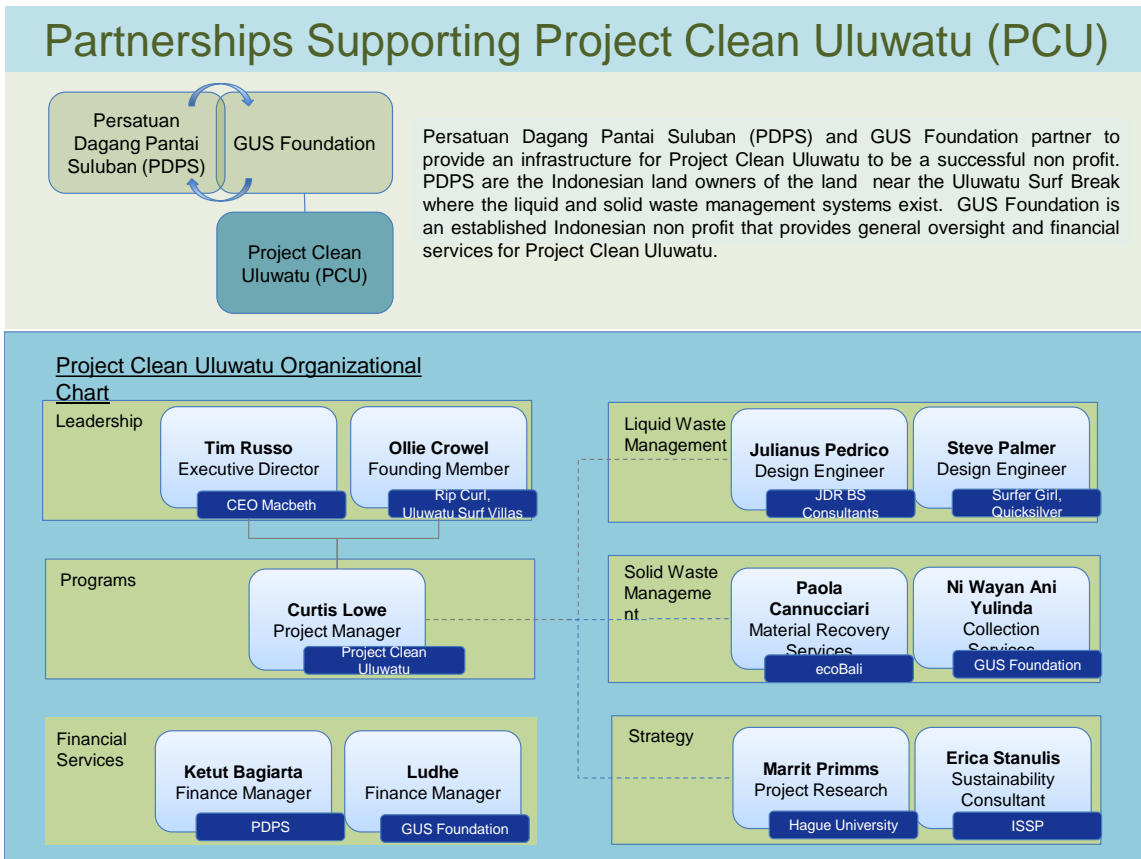 Partnerships Supporting Project Clean Uluwatu (PCU)
Persatuan
Dagang Pantai
Suluban (PDPS)
GUS Foundation
Project Clean
Uluwatu (PCU)
Persatuan Dagang Pantai Suluban (PDPS) and GUS Foundation partner to
provide an infrastructure for Project Clean Uluwatu to be a successful non profit.
PDPS are the Indonesian land owners of the land near the Uluwatu Surf Break
where the liquid and solid waste management systems exist. GUS Foundation is
an established Indonesian non profit that provides general oversight and financial
services for Project Clean Uluwatu.
Project Clean Uluwatu Organizational
Chart
Leadership
Tim Russo
Executive Director
CEO Macbeth
Ollie Crowel
Founding Member
Rip Curl,
Uluwatu Surf Villas
Programs
Curtis Lowe
Project Manager
Project Clean
Uluwatu
Financial
Services
Ketut Bagiarta
Finance Manager
PDPS
Ludhe
Finance Manager
GUS Foundation
Liquid Waste
Management
Julianus Pedrico
Design Engineer
JDR BS
Consultants
Steve Palmer
Design Engineer
Surfer Girl,
Quicksilver
Solid Waste
Manageme
nt
Paola
Cannucciari
Material Recovery
Services
ecoBali
Ni Wayan Ani
Yulinda
Collection
Services
GUS Foundation
Strategy
Marrit Primms
Project Research
Hague University
Erica Stanulis
Sustainability
Consultant
ISSP